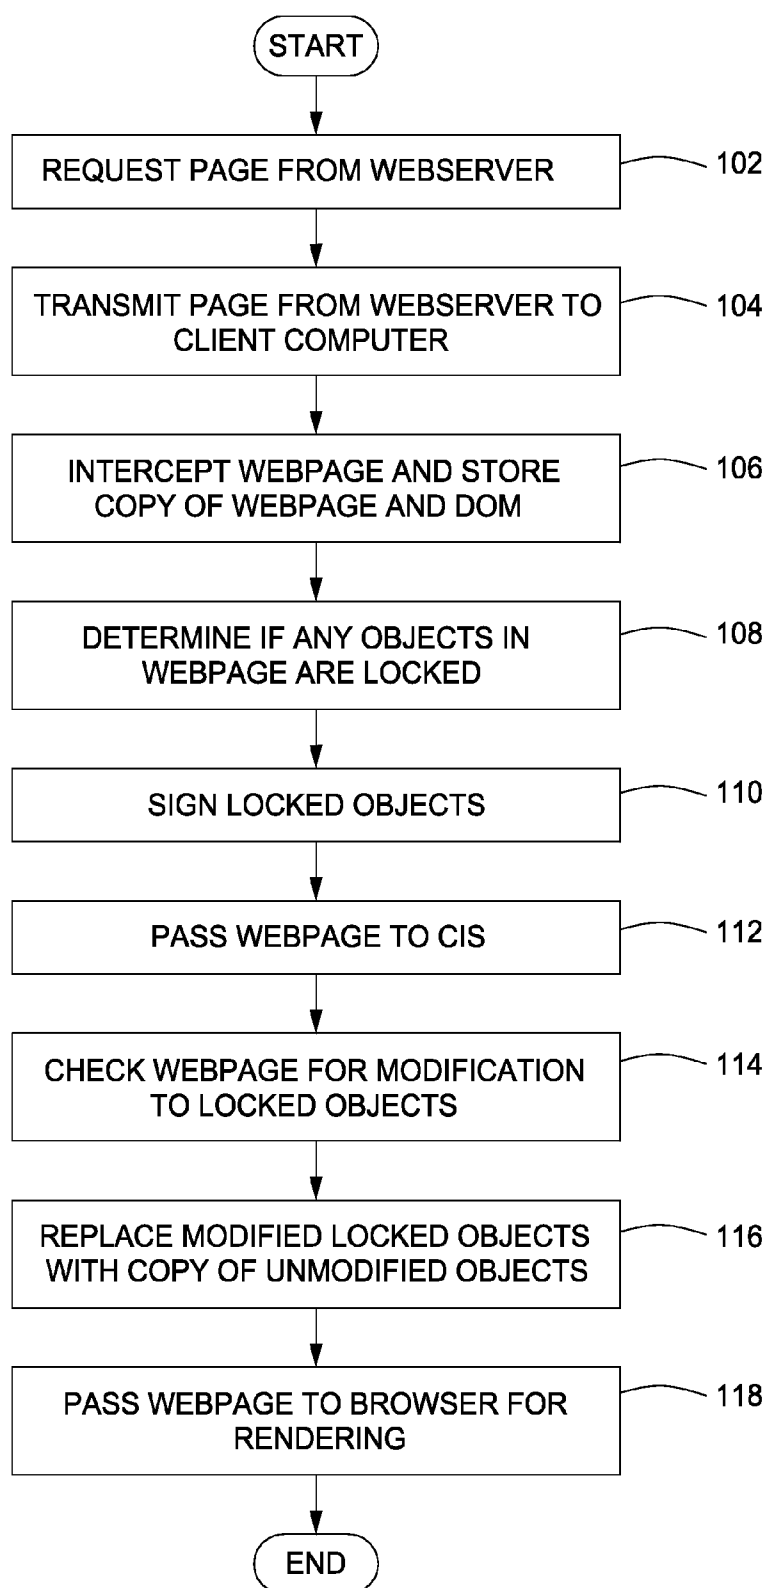 START
REQUEST PAGE FROM WEBSERVER
102
TRANSMIT PAGE FROM WEBSERVER TO
CLIENT COMPUTER
104
INTERCEPT WEBPAGE AND STORE
COPY OF WEBPAGE AND DOM
106
DETERMINE IF ANY OBJECTS IN
WEBPAGE ARE LOCKED
108
SIGN LOCKED OBJECTS
110
PASS WEBPAGE TO CIS
112
CHECK WEBPAGE FOR MODIFICATION
TO LOCKED OBJECTS
114
REPLACE MODIFIED LOCKED OBJECTS
WITH COPY OF UNMODIFIED OBJECTS
116
PASS WEBPAGE TO BROWSER FOR
RENDERING
118
END